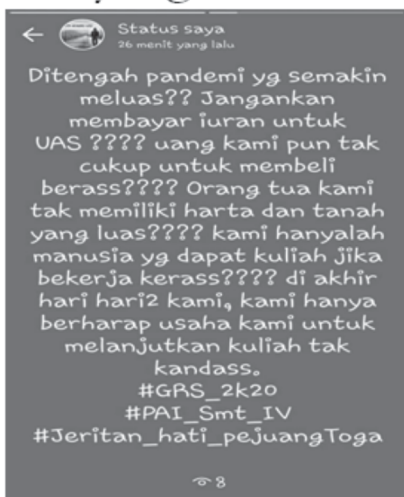 Status saya
26 menit yang lalu
Ditengah pandemi yg semakin
meluas?? Jangankan
membayar iuran untuk
UAS ???? uang kami pun tak
cukup untuk membeli
berass???? Orang tua kami
tak memiliki harta dan tanah
yang luas???? kami hanyalah
manusia yg dapat kuliah jika
bekerja kerass???? di akhir
hari hari2 kami, kami hanya
berharap usaha kami untuk
melanjutkan kuliah tak
kandass.
#GRS_2k20
#PAI_Smt_IV
#Jeritan_hati_pejuangToga
8